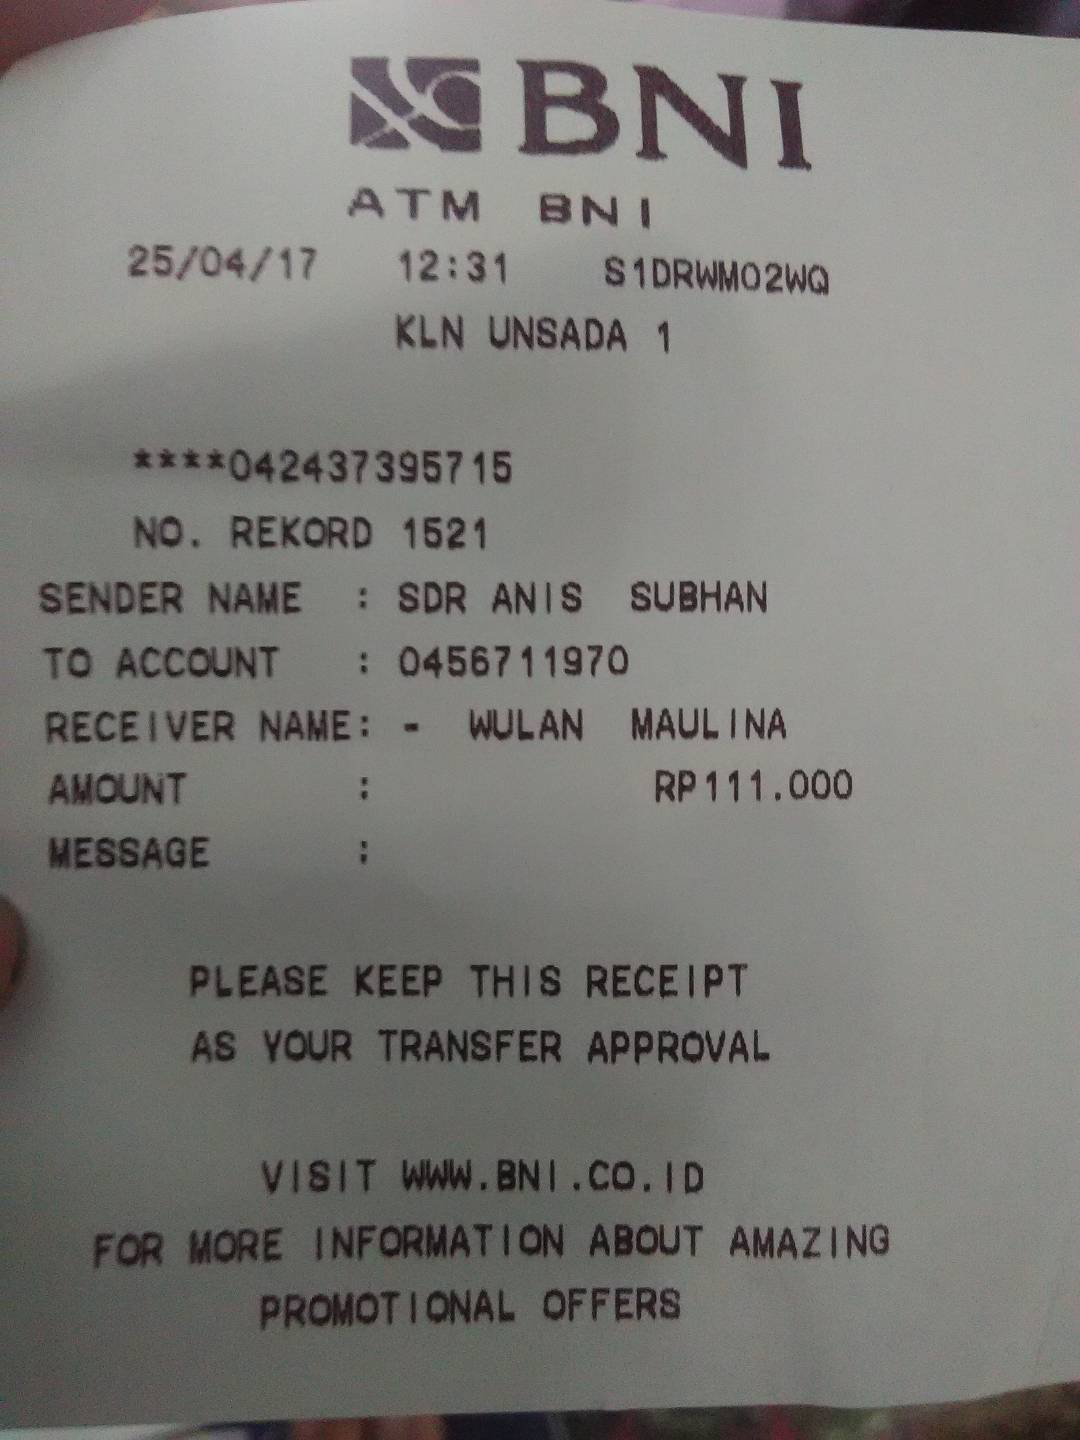 BNI
ATM BNI
25/04/17 12:31 S1DRWM02WQ
KLN UNSADA 1
****042437395715
NO. REKORD 1521
SENDER NAME : SDR ANIS SUBHAN
TO ACCOUNT : 0456711970
RECEIVER NAME: - WULAN MAULINA
AMOUNT : RP111.000
MESSAGE :
PLEASE KEEP THIS RECEIPT
AS YOUR TRANSFER APPROVAL
VISIT WWW.BNI.CO.ID
FOR MORE INFORMATION ABOUT AMAZING
PROMOTIONAL OFFERS